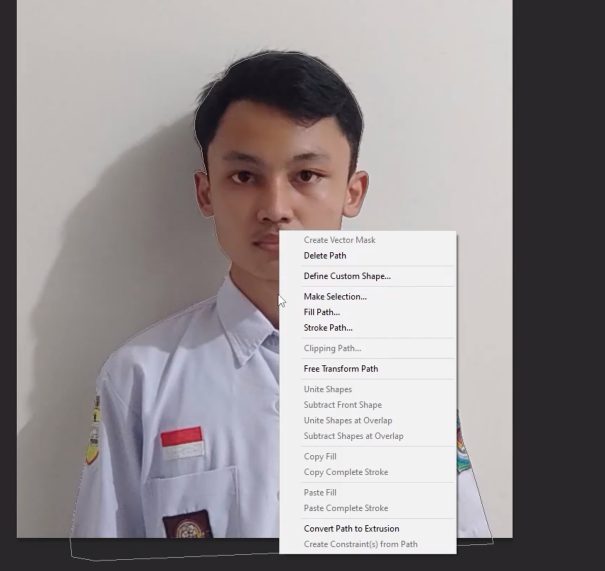 Create Vector Mask
Delete Path
Define Custom Shape...
Make Selection...
Fill Path...
Stroke Path...
Clipping Path...
Free Transform Path
Unite Shapes
Subtract Front Shape
Unite Shapes at Overlap
Subtract Shapes at Overlap
Copy Fill
Copy Complete Stroke
Paste Fill
Paste Complete Stroke
Convert Path to Extrusion
Create Constraint(s) from Path